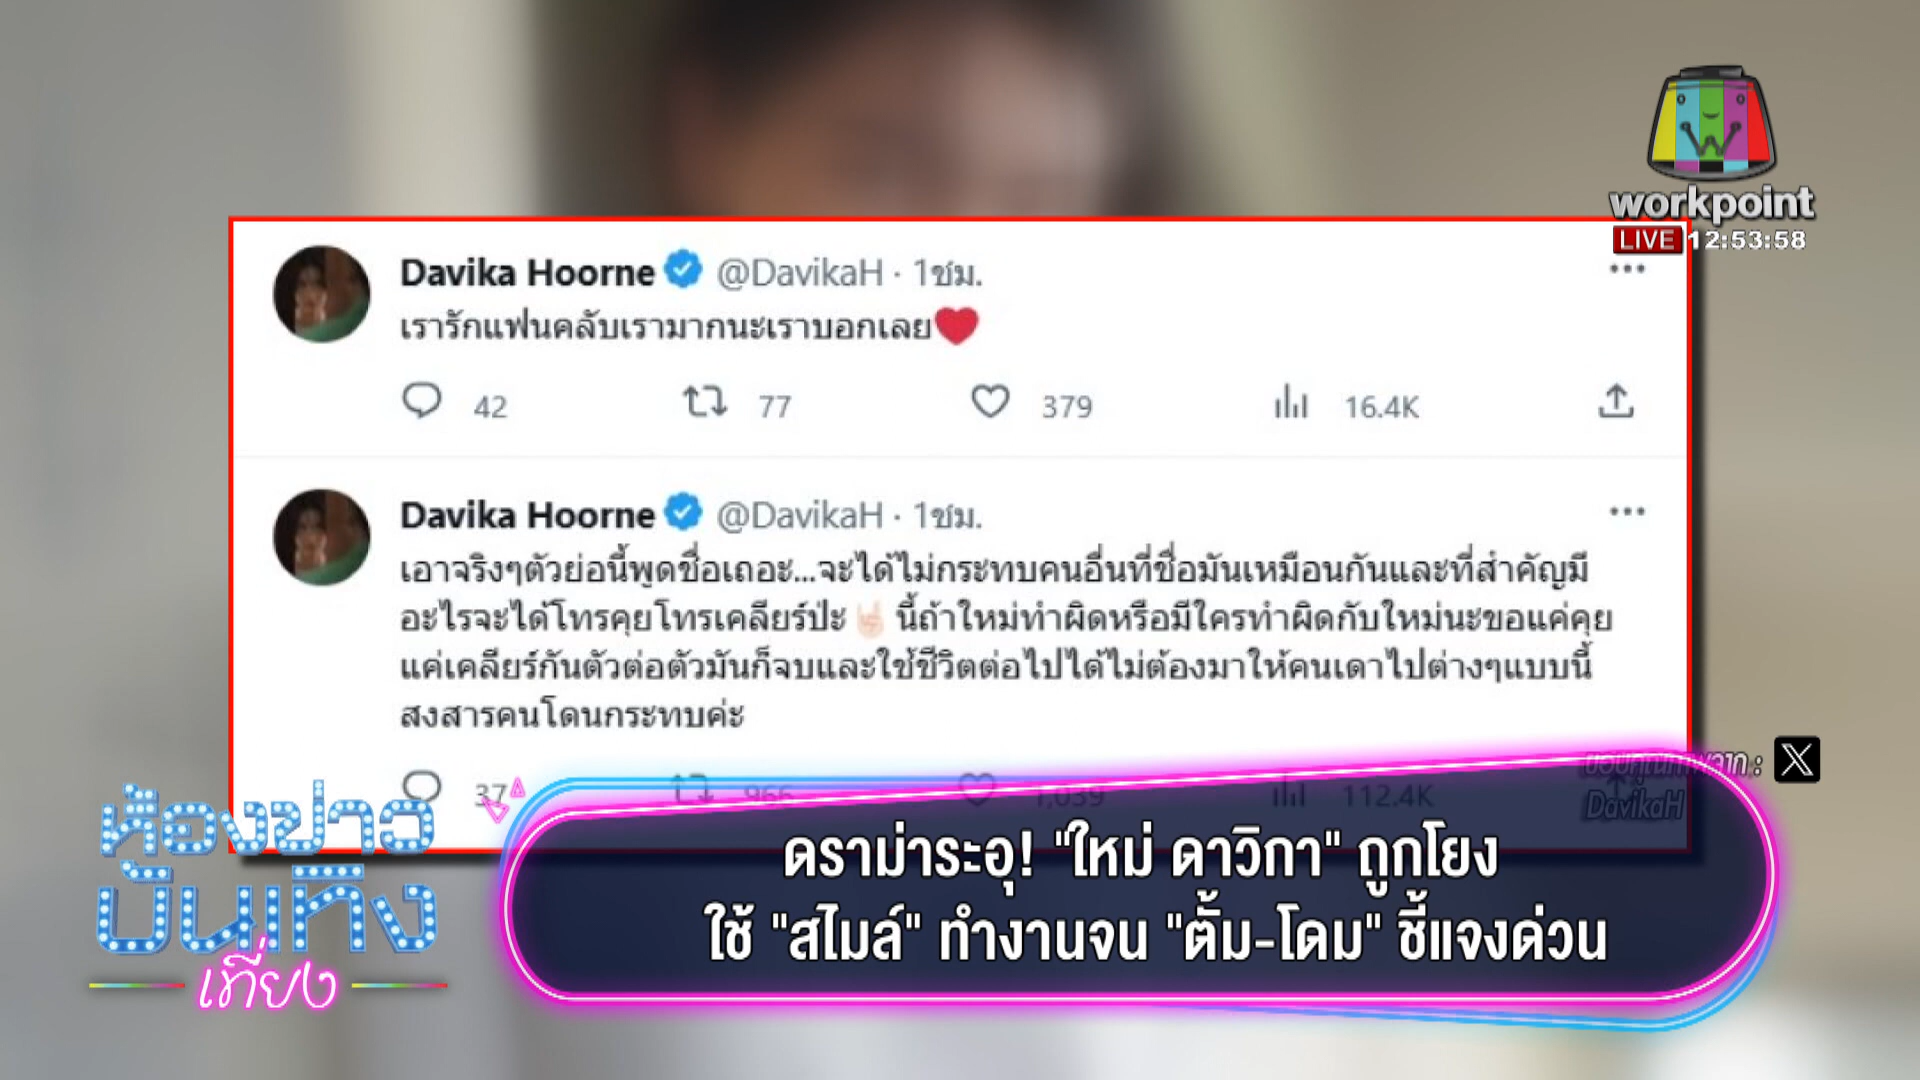 workpoint
LIVE 12:53:58
Davika Hoorne @DavikaH · 1ชม.
เรารักแฟนคลับเรามากนะเราบอกเลย❤️
42 77 379 16.4K
Davika Hoorne @DavikaH · 1ชม.
เอาจริงๆตัวย่อนี้พูดชื่อเถอะ...จะได้ไม่กระทบคนอื่นที่ชื่อมันเหมือนกันและที่สำคัญมี
อะไรจะได้โทรคุยโทรเคลียร์ป่ะ🤘🏻 นี้ถ้าใหม่ทำผิดหรือมีใครทำผิดกับใหม่นะขอแค่คุย
แค่เคลียร์กันตัวต่อตัวมันก็จบและใช้ชีวิตต่อไปได้ไม่ต้องมาให้คนเดาไปต่างๆแบบนี้
สงสารคนโดนกระทบค่ะ
37 966 1,039 112.4K
ขอบคุณภาพจาก : X
DavikaH
ห้องข่าว
บันเทิง
เที่ยง
ดราม่าระอุ! "ใหม่ ดาวิกา" ถูกโยง
ใช้ "สไมล์" ทำงานจน "ตั้ม-โดม" ชี้แจงด่วน